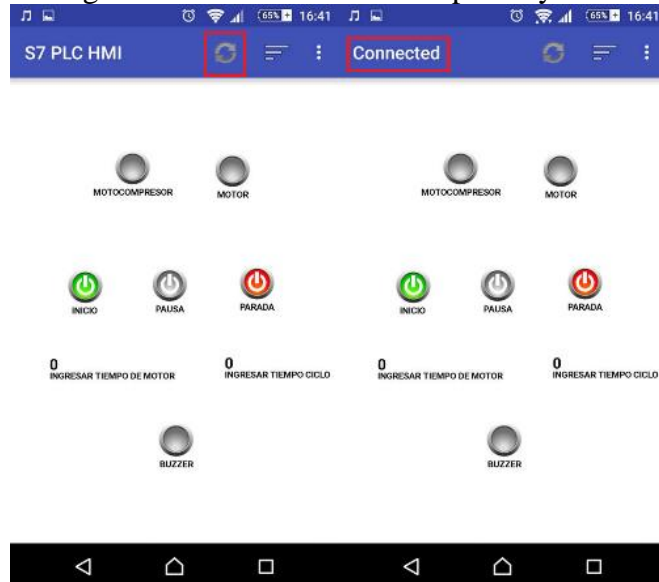 65% 16:41
65% 16:41
S7 PLC HMI
Connected
MOTOCOMPRESOR MOTOR
MOTOCOMPRESOR MOTOR
INICIO PAUSA PARADA
INICIO PAUSA PARADA
0 0
INGRESAR TIEMPO DE MOTOR INGRESAR TIEMPO CICLO
0 0
INGRESAR TIEMPO DE MOTOR INGRESAR TIEMPO CICLO
BUZZER
BUZZER